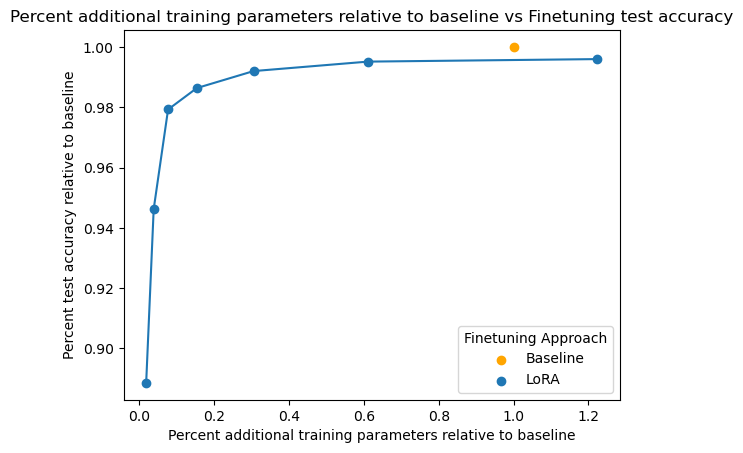 Percent additional training parameters relative to baseline vs Finetuning test accuracy
Percent test accuracy relative to baseline
1.00
0.98
0.96
0.94
0.92
0.90
Finetuning Approach
Baseline
LoRA
0.0 0.2 0.4 0.6 0.8 1.0 1.2
Percent additional training parameters relative to baseline